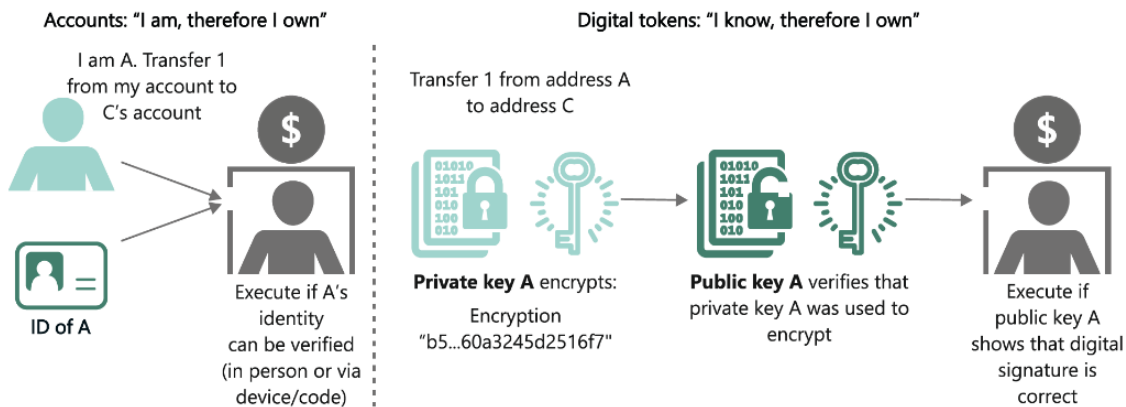 Accounts: “I am, therefore I own”
I am A. Transfer 1
from my account to
C’s account
$
ID of A
Execute if A’s
identity
can be verified
(in person or via
device/code)
Digital tokens: “I know, therefore I own”
Transfer 1 from address A
to address C
01010
1011
101
010
100
010
Private key A encrypts:
Encryption
“b5...60a3245d2516f7”
01010
1011
101
010
100
010
Public key A verifies that
private key A was used to
encrypt
$
Execute if
public key A
shows that digital
signature is
correct